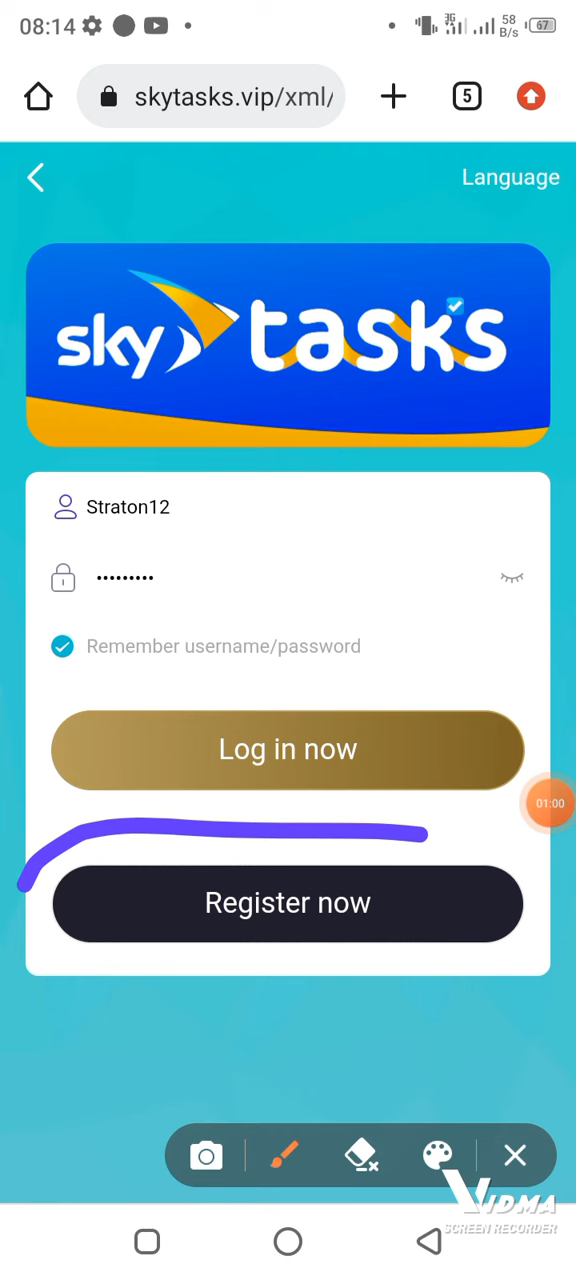 08:14
3G
58
B/s
67
skytasks.vip/xml/
5
Language
sky tasks
Straton12
Remember username/password
Log in now
01:00
Register now
VIDMA
SCREEN RECORDER